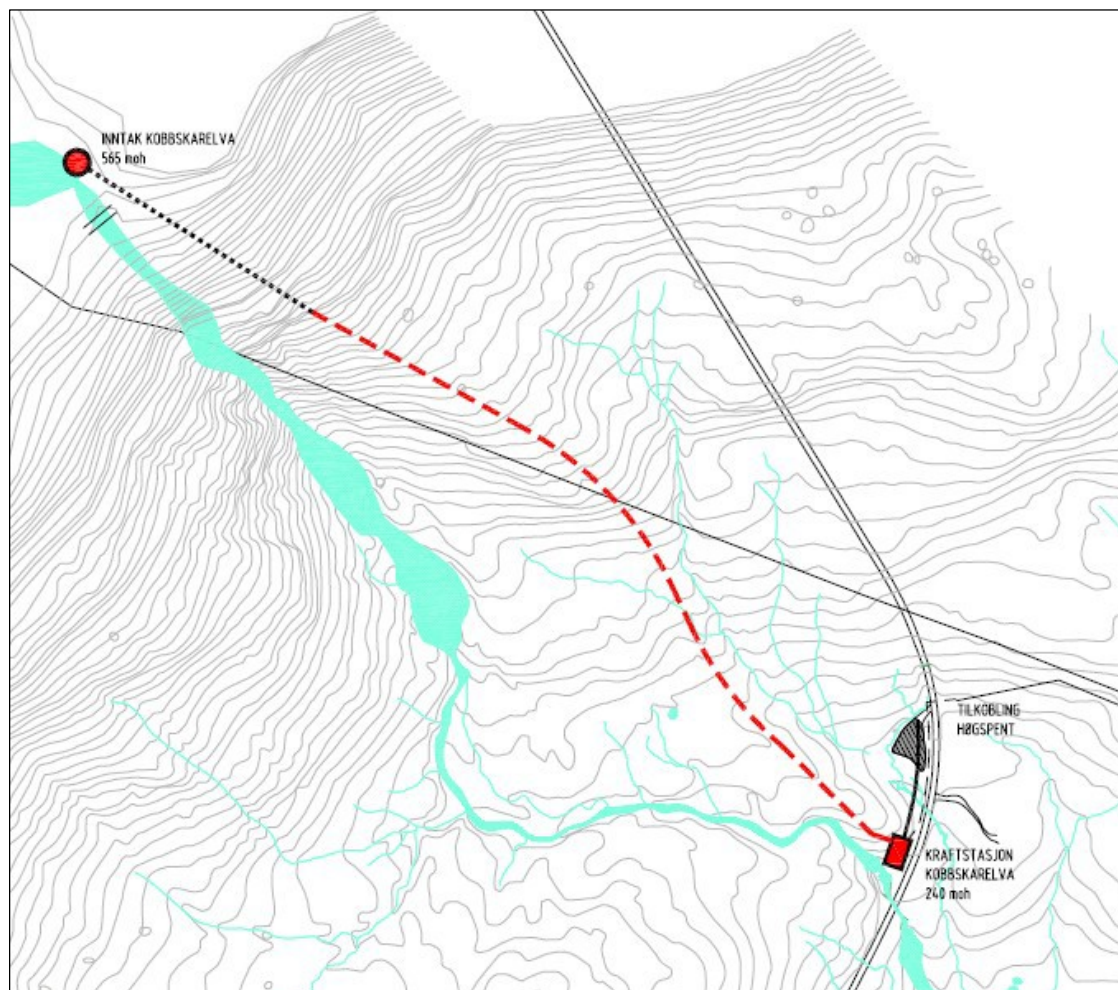 INNTAK KOBBSKARELVA
565 moh
TILKOBLING
HØGSPENT
KRAFTSTASJON
KOBBSKARELVA
240 moh